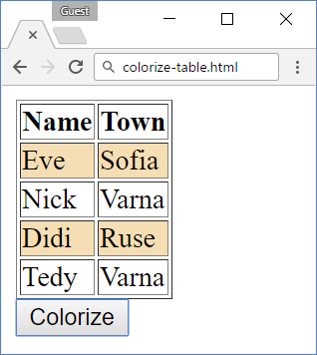 Guest
colorize-table.html
Name Town
Eve Sofia
Nick Varna
Didi Ruse
Tedy Varna
Colorize